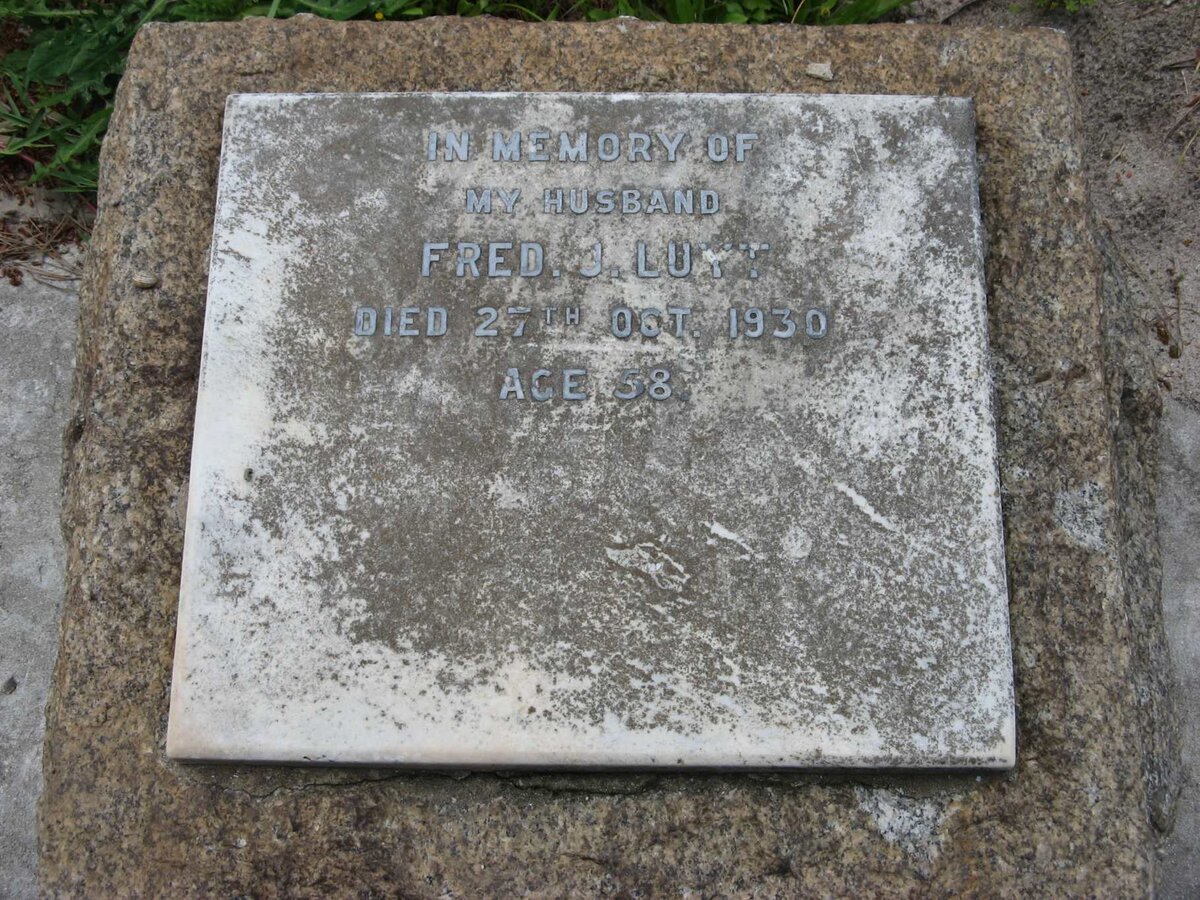 IN MEMORY OF
MY HUSBAND
FRED. J. LUYT
DIED 27TH OCT. 1930
AGE 58.